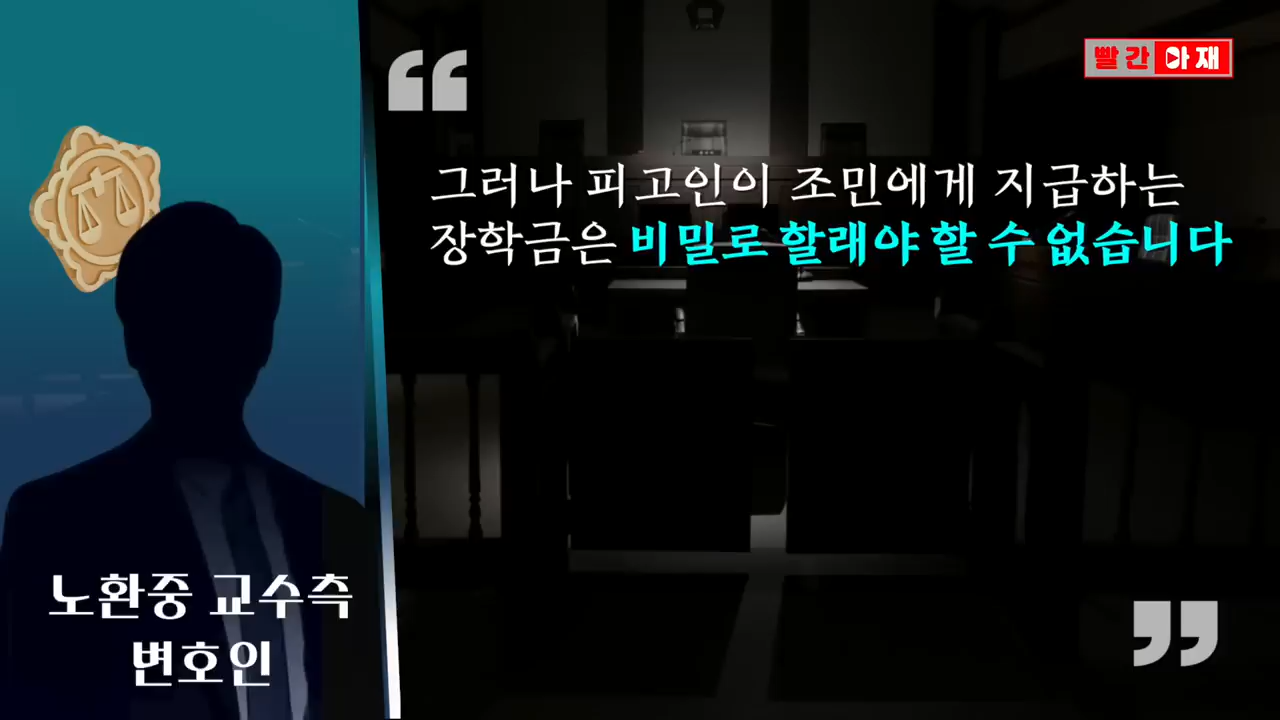 빨간아재
그러나 피고인이 조민에게 지급하는
장학금은 비밀로 할래야 할 수 없습니다
노환중 교수측
변호인